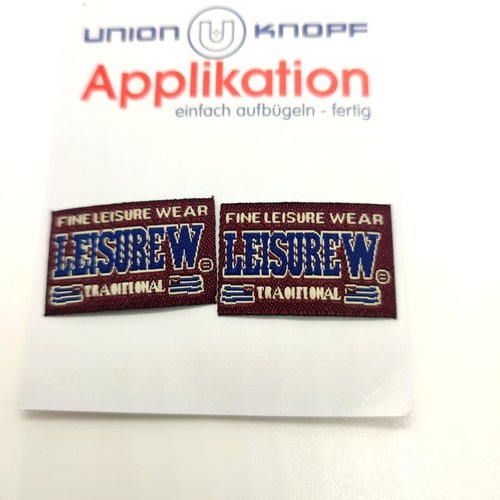 UNION U KNOPF
Applikation
einfach aufbügeln - fertig
FINE LEISURE WEAR
LEISUREW®
TRADITIONAL
FINE LEISURE WEAR
LEISUREW®
TRADITIONAL